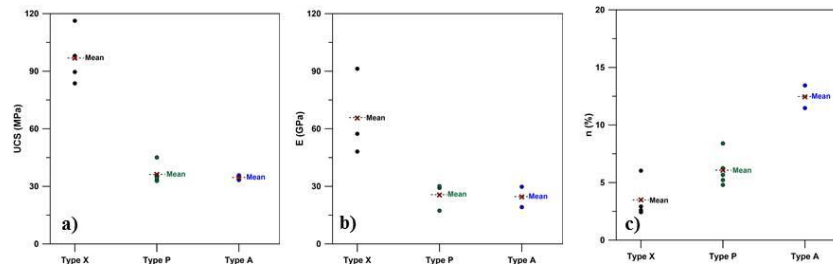 120
90
60
30
0
UCS (MPa)
Mean
Mean
Mean
a)
Type X
Type P
Type A
120
90
60
30
0
E (GPa)
Mean
Mean
Mean
b)
Type X
Type P
Type A
20
15
10
5
0
n (%)
Mean
Mean
Mean
c)
Type X
Type P
Type A